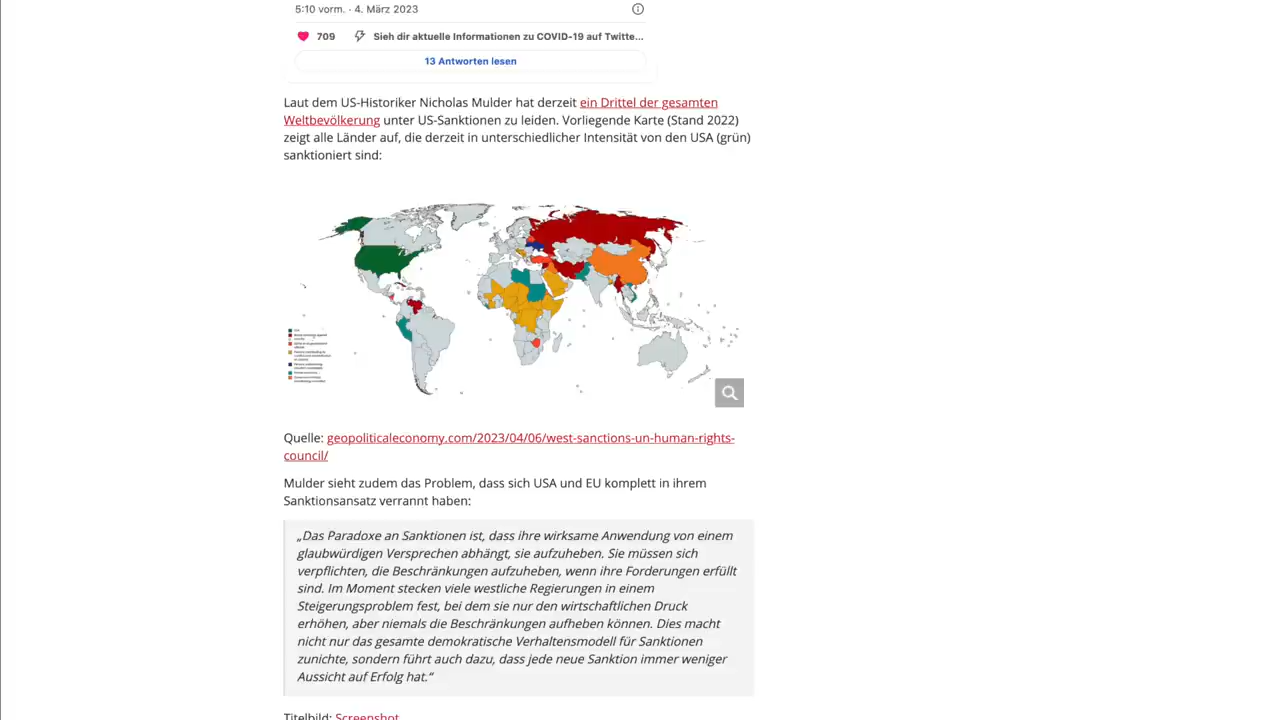 5:10 vorm. · 4. März 2023
709 Sieh dir aktuelle Informationen zu COVID-19 auf Twitte...
13 Antworten lesen
Laut dem US-Historiker Nicholas Mulder hat derzeit ein Drittel der gesamten
Weltbevölkerung unter US-Sanktionen zu leiden. Vorliegende Karte (Stand 2022)
zeigt alle Länder auf, die derzeit in unterschiedlicher Intensität von den USA (grün)
sanktioniert sind:
Quelle: geopoliticaleconomy.com/2023/04/06/west-sanctions-un-human-rights-
council/
Mulder sieht zudem das Problem, dass sich USA und EU komplett in ihrem
Sanktionsansatz verrannt haben:
„Das Paradoxe an Sanktionen ist, dass ihre wirksame Anwendung von einem
glaubwürdigen Versprechen abhängt, sie aufzuheben. Sie müssen sich
verpflichten, die Beschränkungen aufzuheben, wenn ihre Forderungen erfüllt
sind. Im Moment stecken viele westliche Regierungen in einem
Steigerungsproblem fest, bei dem sie nur den wirtschaftlichen Druck
erhöhen, aber niemals die Beschränkungen aufheben können. Dies macht
nicht nur das gesamte demokratische Verhaltensmodell für Sanktionen
zunichte, sondern führt auch dazu, dass jede neue Sanktion immer weniger
Aussicht auf Erfolg hat.“
Titelbild: Screenshot